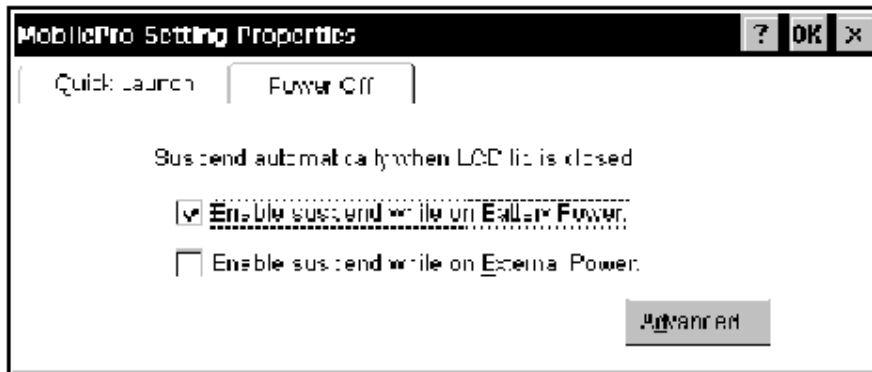 MobilePro Setting Properties ? OK ×
Quick Launch Power Off
Suspend automatically when LCD lid is closed
Enable suspend while on Battery Power.
Enable suspend while on External Power.
Advanced